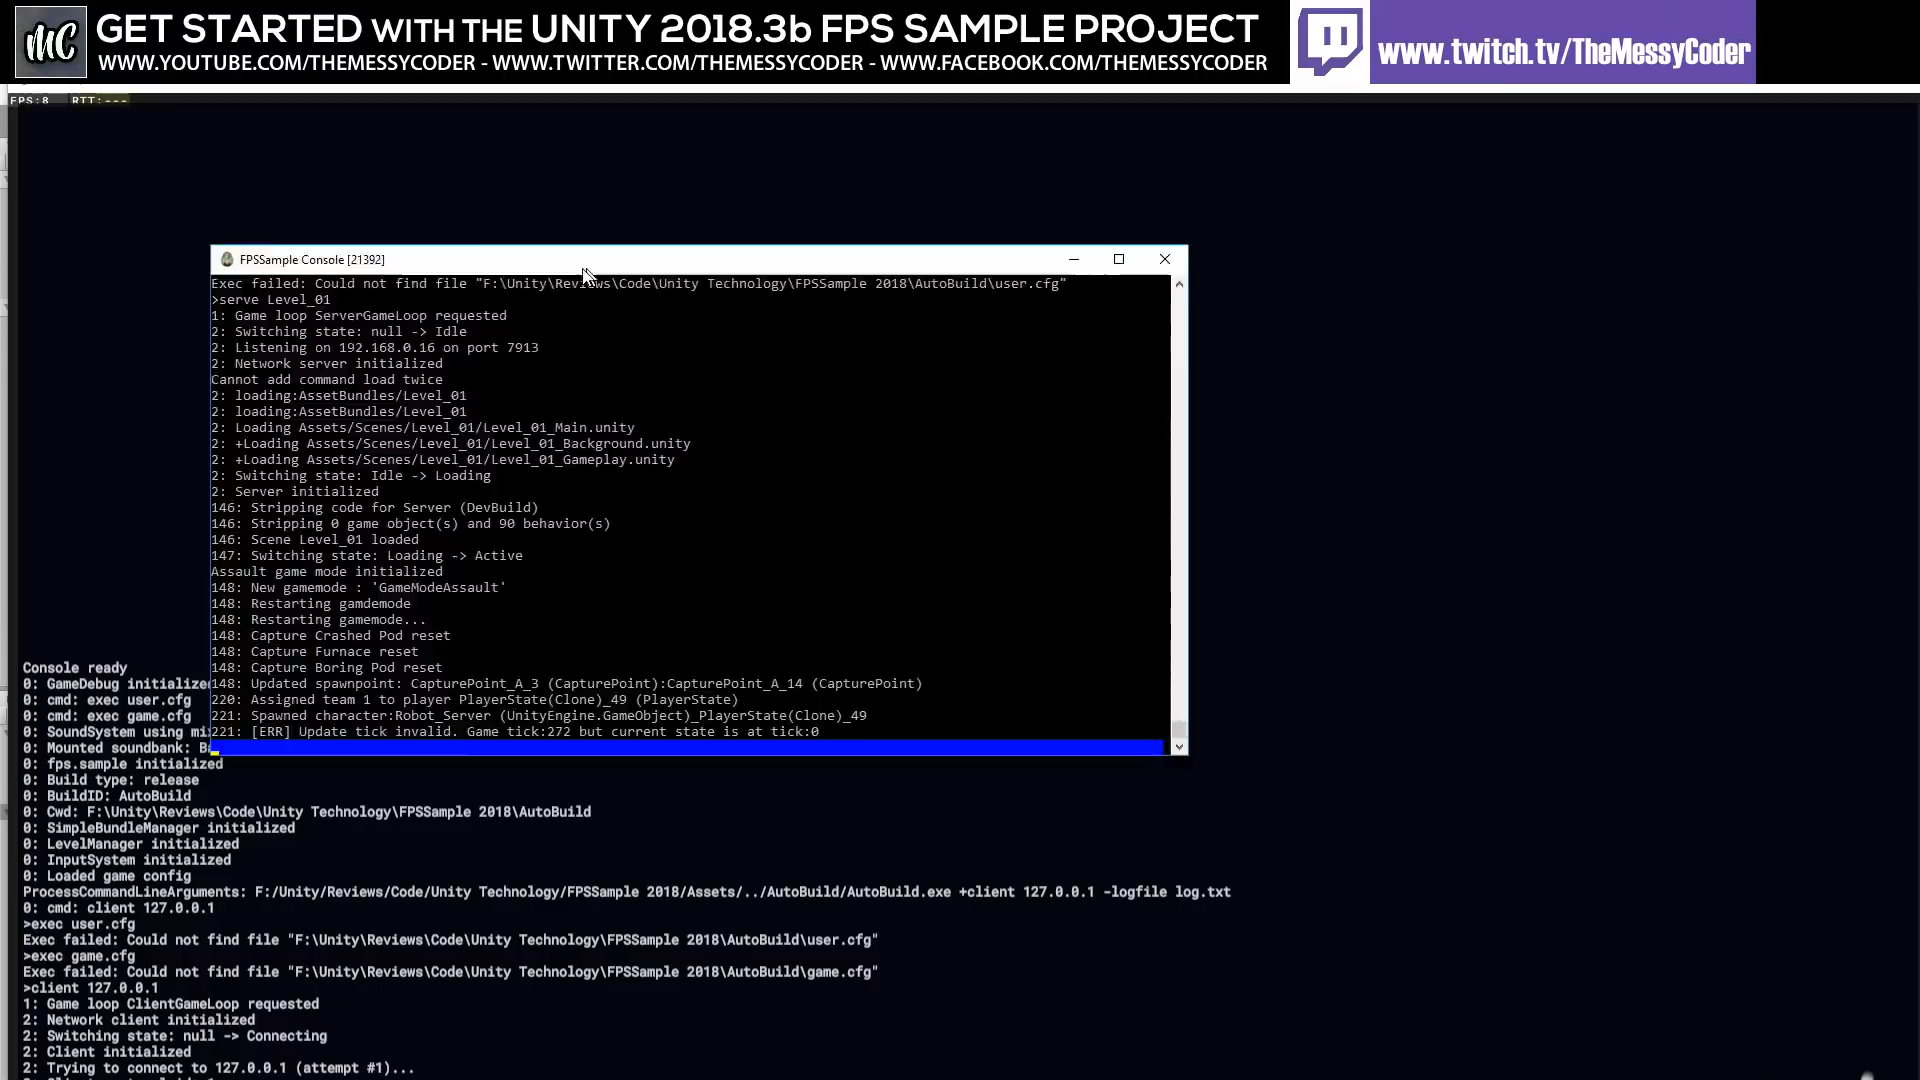 MC
GET STARTED WITH THE UNITY 2018.3b FPS SAMPLE PROJECT
WWW.YOUTUBE.COM/THEMESSYCODER - WWW.TWITTER.COM/THEMESSYCODER - WWW.FACEBOOK.COM/THEMESSYCODER
www.twitch.tv/TheMessyCoder
FPS:8 RTT:---
FPSSample Console [21392]
Exec failed: Could not find file "F:\Unity\Reviews\Code\Unity Technology\FPSSample 2018\AutoBuild\user.cfg"
>serve Level_01
1: Game loop ServerGameLoop requested
2: Switching state: null -> Idle
2: Listening on 192.168.0.16 on port 7913
2: Network server initialized
Cannot add command load twice
2: loading:AssetBundles/Level_01
2: loading:AssetBundles/Level_01
2: Loading Assets/Scenes/Level_01/Level_01_Main.unity
2: +Loading Assets/Scenes/Level_01/Level_01_Background.unity
2: +Loading Assets/Scenes/Level_01/Level_01_Gameplay.unity
2: Switching state: Idle -> Loading
2: Server initialized
146: Stripping code for Server (DevBuild)
146: Stripping 0 game object(s) and 90 behavior(s)
146: Scene Level_01 loaded
147: Switching state: Loading -> Active
Assault game mode initialized
148: New gamemode : 'GameModeAssault'
148: Restarting gamdemode
148: Restarting gamemode...
148: Capture Crashed Pod reset
148: Capture Furnace reset
148: Capture Boring Pod reset
148: Updated spawnpoint: CapturePoint_A_3 (CapturePoint):CapturePoint_A_14 (CapturePoint)
220: Assigned team 1 to player PlayerState(Clone)_49 (PlayerState)
221: Spawned character:Robot_Server (UnityEngine.GameObject)_PlayerState(Clone)_49
221: [ERR] Update tick invalid. Game tick:272 but current state is at tick:0
Console ready
0: GameDebug initialized
0: cmd: exec user.cfg
0: cmd: exec game.cfg
0: SoundSystem using mi
0: Mounted soundbank: Ba
0: fps.sample initialized
0: Build type: release
0: BuildID: AutoBuild
0: Cwd: F:\Unity\Reviews\Code\Unity Technology\FPSSample 2018\AutoBuild
0: SimpleBundleManager initialized
0: LevelManager initialized
0: InputSystem initialized
0: Loaded game config
ProcessCommandLineArguments: F:/Unity/Reviews/Code/Unity Technology/FPSSample 2018/Assets/../AutoBuild/AutoBuild.exe +client 127.0.0.1 -logfile log.txt
0: cmd: client 127.0.0.1
>exec user.cfg
Exec failed: Could not find file "F:\Unity\Reviews\Code\Unity Technology\FPSSample 2018\AutoBuild\user.cfg"
>exec game.cfg
Exec failed: Could not find file "F:\Unity\Reviews\Code\Unity Technology\FPSSample 2018\AutoBuild\game.cfg"
>client 127.0.0.1
1: Game loop ClientGameLoop requested
2: Network client initialized
2: Switching state: null -> Connecting
2: Client initialized
2: Trying to connect to 127.0.0.1 (attempt #1)...